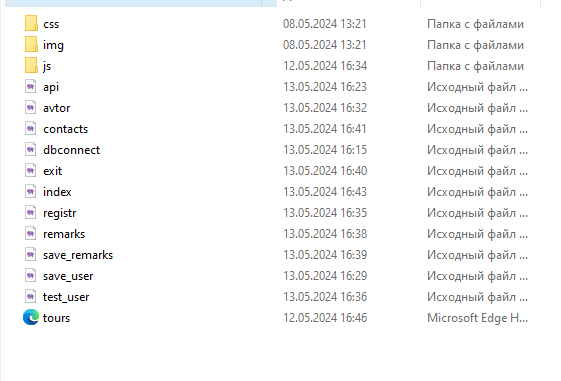 css 08.05.2024 13:21 Папка с файлами
img 08.05.2024 13:21 Папка с файлами
js 12.05.2024 16:34 Папка с файлами
api 13.05.2024 16:23 Исходный файл ...
avtor 13.05.2024 16:32 Исходный файл ...
contacts 13.05.2024 16:41 Исходный файл ...
dbconnect 13.05.2024 16:15 Исходный файл ...
exit 13.05.2024 16:40 Исходный файл ...
index 13.05.2024 16:43 Исходный файл ...
registr 13.05.2024 16:35 Исходный файл ...
remarks 13.05.2024 16:38 Исходный файл ...
save_remarks 13.05.2024 16:39 Исходный файл ...
save_user 13.05.2024 16:29 Исходный файл ...
test_user 13.05.2024 16:36 Исходный файл ...
tours 12.05.2024 16:46 Microsoft Edge H...